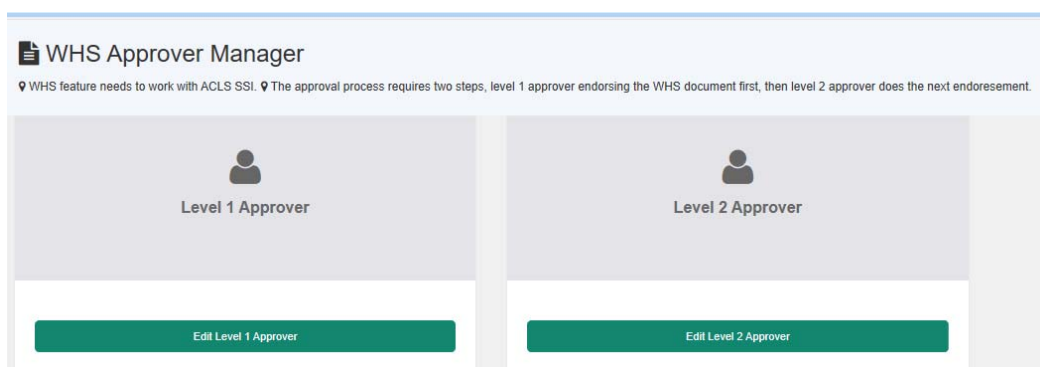 WHS Approver Manager
WHS feature needs to work with ACLS SSI. The approval process requires two steps, level 1 approver endorsing the WHS document first, then level 2 approver does the next endoresement.
Level 1 Approver
Level 2 Approver
Edit Level 1 Approver
Edit Level 2 Approver